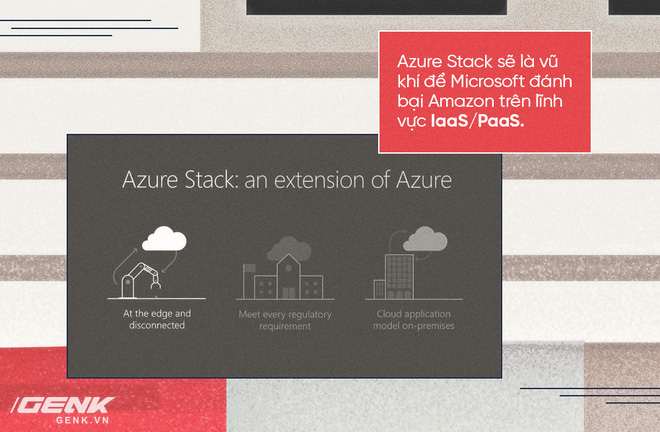 Azure Stack sẽ là vũ
khí để Microsoft đánh
bại Amazon trên lĩnh
vực IaaS/PaaS.
Azure Stack: an extension of Azure
At the edge and
disconnected
Meet every regulatory
requirement
Cloud application
model on-premises
GENK
GENK.VN